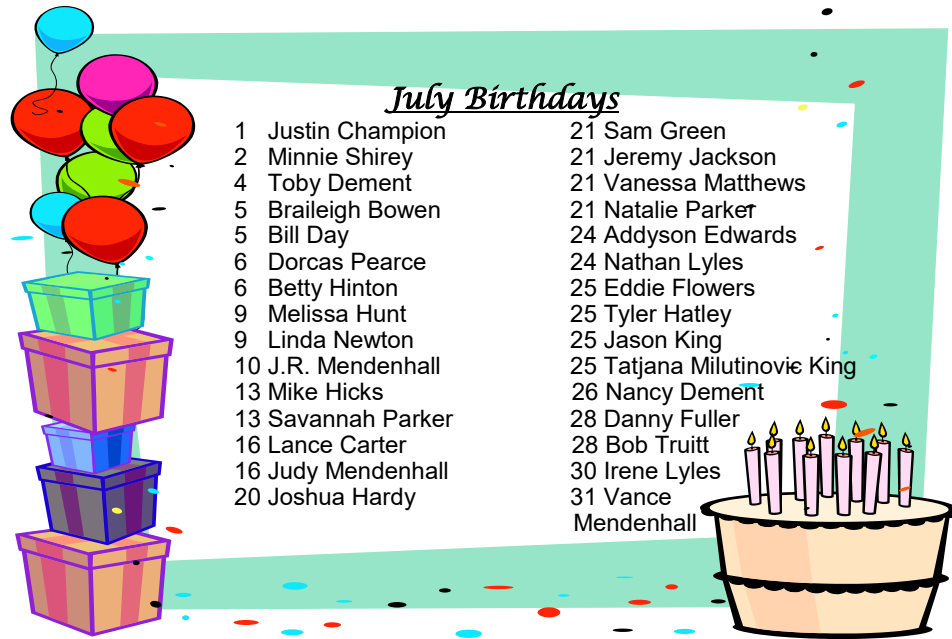 July Birthdays
1 Justin Champion
2 Minnie Shirey
4 Toby Dement
5 Braileigh Bowen
5 Bill Day
6 Dorcas Pearce
6 Betty Hinton
9 Melissa Hunt
9 Linda Newton
10 J.R. Mendenhall
13 Mike Hicks
13 Savannah Parker
16 Lance Carter
16 Judy Mendenhall
20 Joshua Hardy
21 Sam Green
21 Jeremy Jackson
21 Vanessa Matthews
21 Natalie Parker
24 Addyson Edwards
24 Nathan Lyles
25 Eddie Flowers
25 Tyler Hatley
25 Jason King
25 Tatjana Milutinovic King
26 Nancy Dement
28 Danny Fuller
28 Bob Truitt
30 Irene Lyles
31 Vance
Mendenhall